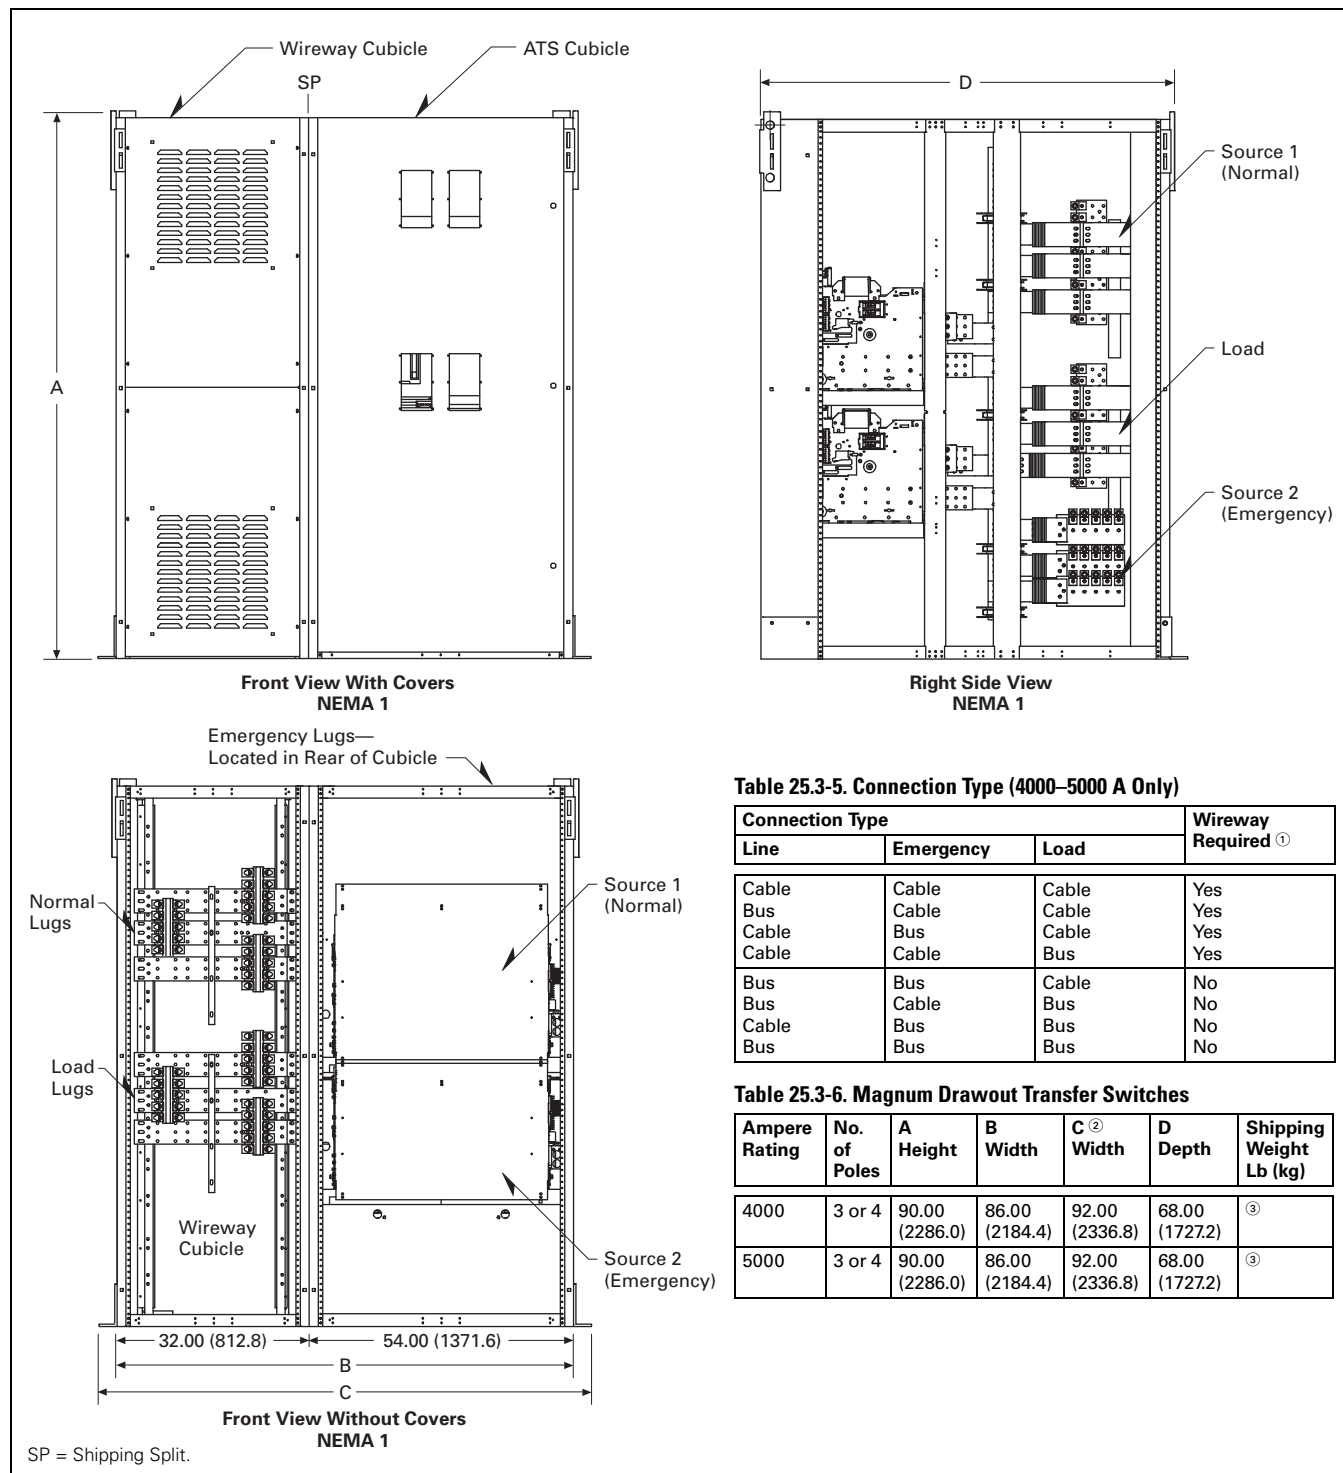 Wireway Cubicle
ATS Cubicle
SP
A
Front View With Covers
NEMA 1
D
Source 1
(Normal)
Load
Source 2
(Emergency)
Right Side View
NEMA 1
Emergency Lugs—
Located in Rear of Cubicle
Normal
Lugs
Load
Lugs
Wireway
Cubicle
Source 1
(Normal)
Source 2
(Emergency)
32.00 (812.8)
54.00 (1371.6)
B
C
Front View Without Covers
NEMA 1
SP = Shipping Split.
Table 25.3-5. Connection Type (4000–5000 A Only)
Connection Type Wireway
Required ①
Line Emergency Load
Cable Cable Cable Yes
Bus Cable Cable Yes
Cable Bus Cable Yes
Cable Cable Bus Yes
Bus Bus Cable No
Bus Cable Bus No
Cable Bus Bus No
Bus Bus Bus No
Table 25.3-6. Magnum Drawout Transfer Switches
Ampere No. A B C ② D Shipping
Rating of Height Width Width Depth Weight
Poles Lb (kg)
4000 3 or 4 90.00 86.00 92.00 68.00 ③
(2286.0) (2184.4) (2336.8) (1727.2)
5000 3 or 4 90.00 86.00 92.00 68.00 ③
(2286.0) (2184.4) (2336.8) (1727.2)